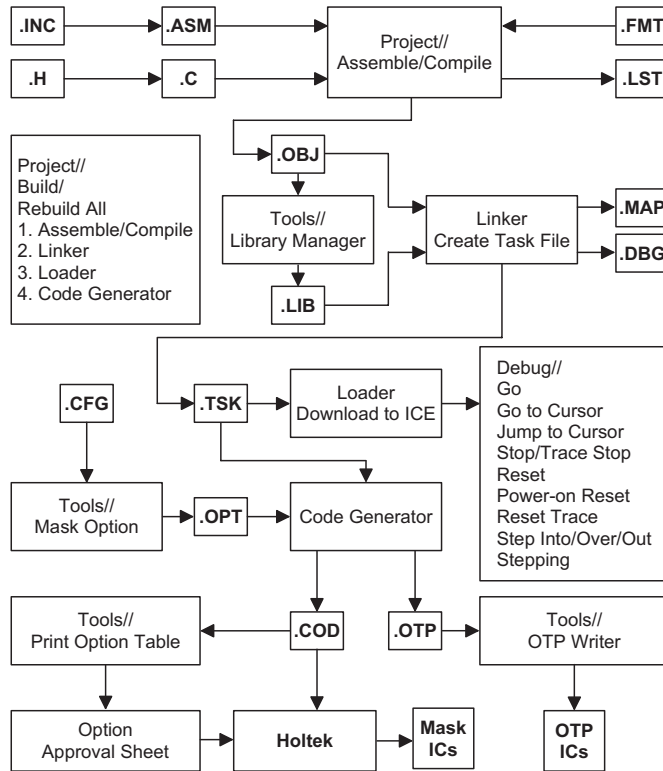 .INC
.ASM
Project//
Assemble/Compile
.FMT
.H
.C
.LST
Project//
Build/
Rebuild All
1. Assemble/Compile
2. Linker
3. Loader
4. Code Generator
.OBJ
Tools//
Library Manager
.LIB
Linker
Create Task File
.MAP
.DBG
.CFG
.TSK
Loader
Download to ICE
Debug//
Go
Go to Cursor
Jump to Cursor
Stop/Trace Stop
Reset
Power-on Reset
Reset Trace
Step Into/Over/Out
Stepping
Tools//
Mask Option
.OPT
Code Generator
Tools//
Print Option Table
.COD
.OTP
Tools//
OTP Writer
Option
Approval Sheet
Holtek
Mask
ICs
OTP
ICs